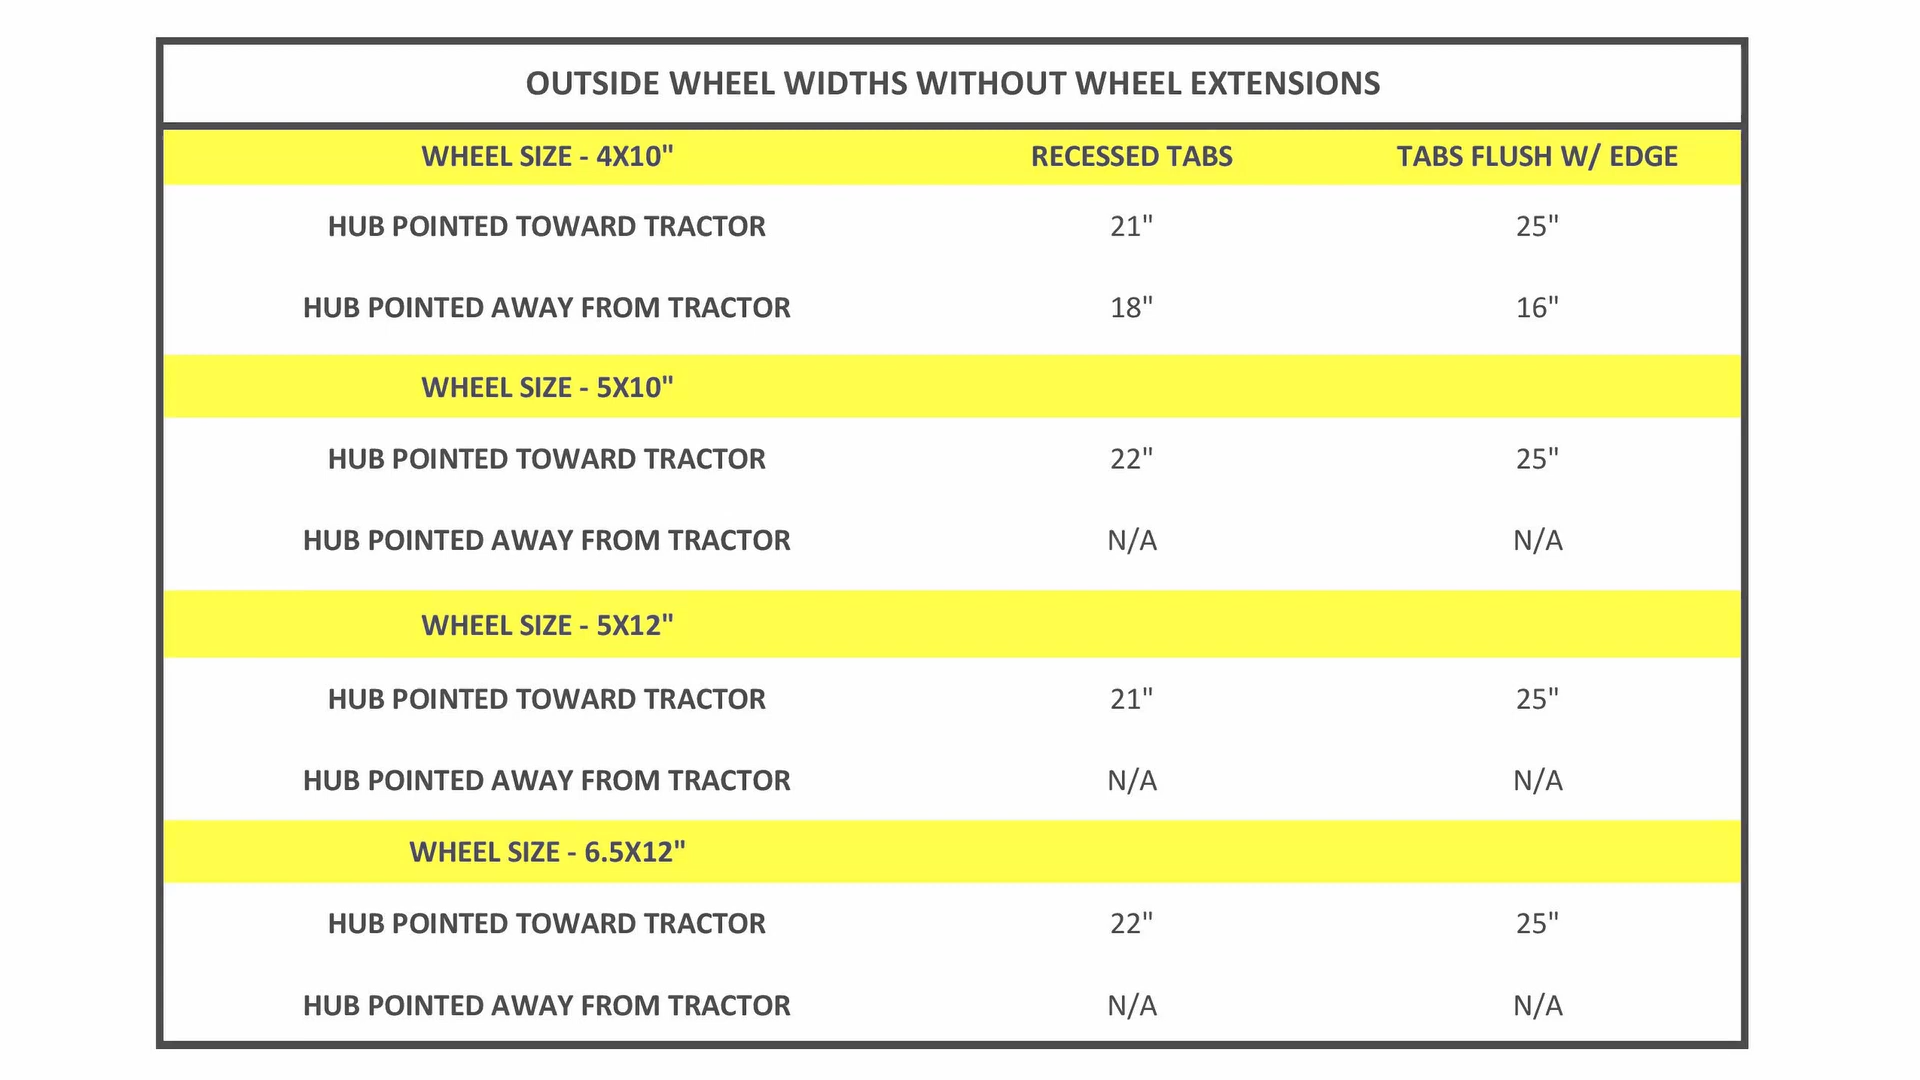 OUTSIDE WHEEL WIDTHS WITHOUT WHEEL EXTENSIONS
WHEEL SIZE - 4X10" RECESSED TABS TABS FLUSH W/ EDGE
HUB POINTED TOWARD TRACTOR 21" 25"
HUB POINTED AWAY FROM TRACTOR 18" 16"
WHEEL SIZE - 5X10"
HUB POINTED TOWARD TRACTOR 22" 25"
HUB POINTED AWAY FROM TRACTOR N/A N/A
WHEEL SIZE - 5X12"
HUB POINTED TOWARD TRACTOR 21" 25"
HUB POINTED AWAY FROM TRACTOR N/A N/A
WHEEL SIZE - 6.5X12"
HUB POINTED TOWARD TRACTOR 22" 25"
HUB POINTED AWAY FROM TRACTOR N/A N/A